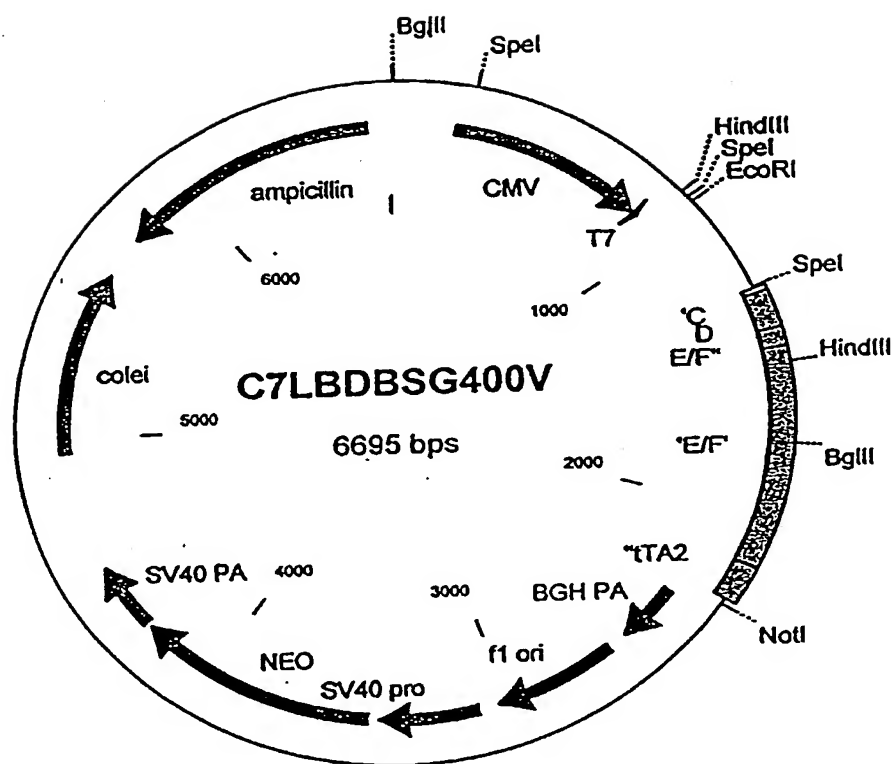 BglII
SpeI
HindIII
SpeI
EcoRI
ampicillin
CMV
T7
6000
1000
SpeI
"C
D
E/F"
HindIII
colei
C7LBDBSG400V
5000
6695 bps
"E/F"
BglII
2000
"tTA2
SV40 PA
4000
3000
BGH PA
NotI
NEO
f1 ori
SV40 pro